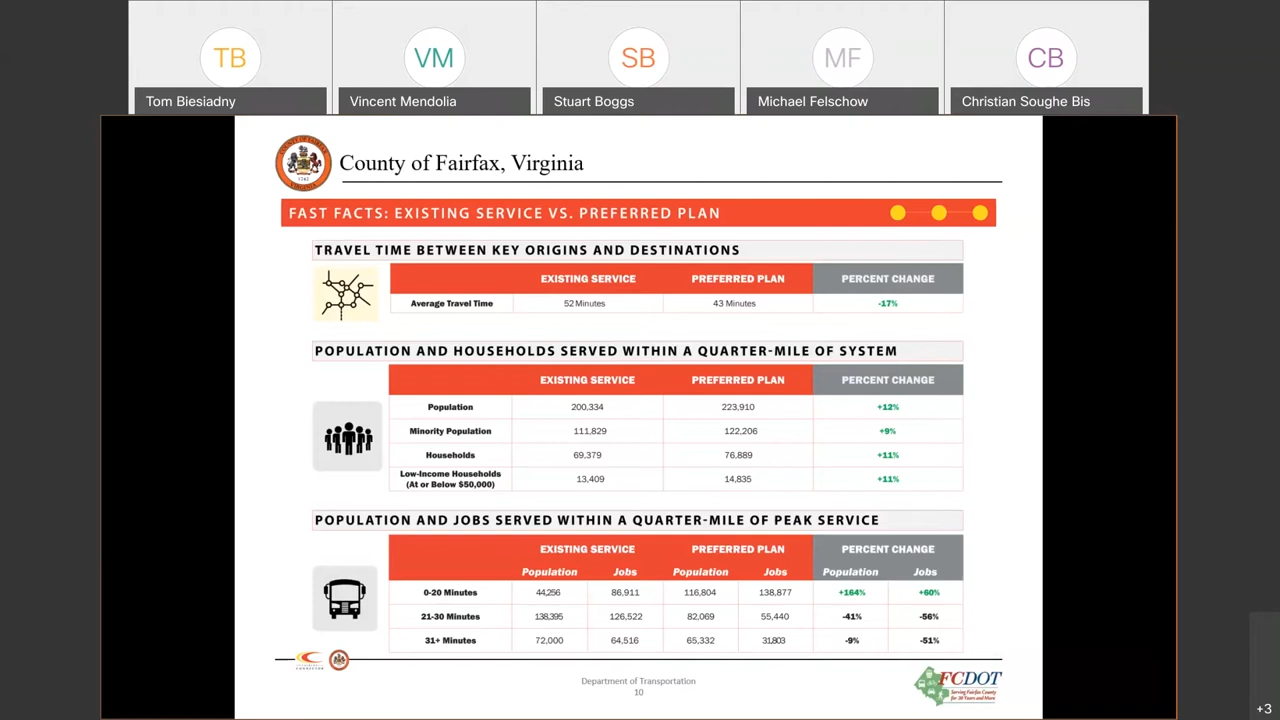 TB VM SB MF CB
Tom Biesiadny Vincent Mendolia Stuart Boggs Michael Felschow Christian Soughe Bis
County of Fairfax, Virginia
FAST FACTS: EXISTING SERVICE VS. PREFERRED PLAN
TRAVEL TIME BETWEEN KEY ORIGINS AND DESTINATIONS
EXISTING SERVICE PREFERRED PLAN PERCENT CHANGE
Average Travel Time 52 Minutes 43 Minutes -17%
POPULATION AND HOUSEHOLDS SERVED WITHIN A QUARTER-MILE OF SYSTEM
EXISTING SERVICE PREFERRED PLAN PERCENT CHANGE
Population 200,334 223,910 +12%
Minority Population 111,829 122,206 +9%
Households 69,379 76,889 +11%
Low-Income Households
(At or Below $50,000) 13,409 14,835 +11%
POPULATION AND JOBS SERVED WITHIN A QUARTER-MILE OF PEAK SERVICE
EXISTING SERVICE PREFERRED PLAN PERCENT CHANGE
Population Jobs Population Jobs Population Jobs
0-20 Minutes 44,256 86,911 116,804 138,877 +164% +60%
21-30 Minutes 138,395 126,522 82,069 55,440 -41% -56%
31+ Minutes 72,000 64,516 65,332 31,803 -9% -51%
Department of Transportation
10
FCDOT
Serving Fairfax County
for 30 Years and More
+3